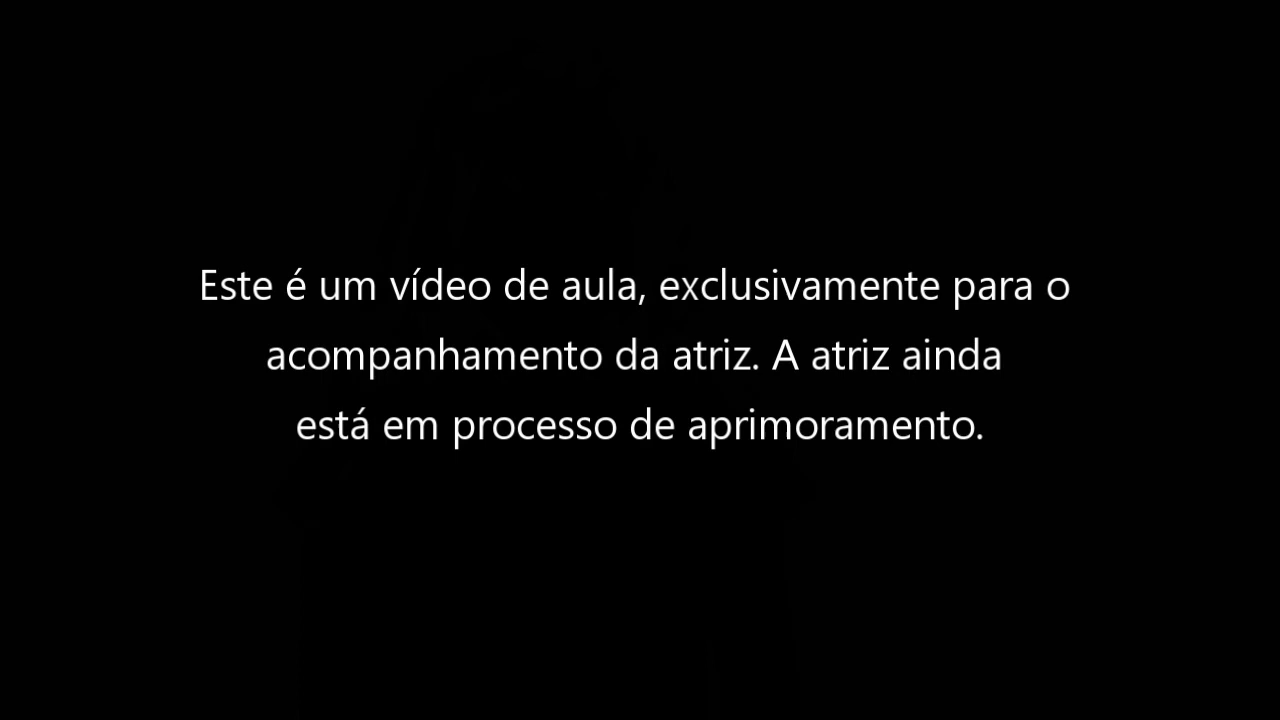 Este é um vídeo de aula, exclusivamente para o
acompanhamento da atriz. A atriz ainda
está em processo de aprimoramento.